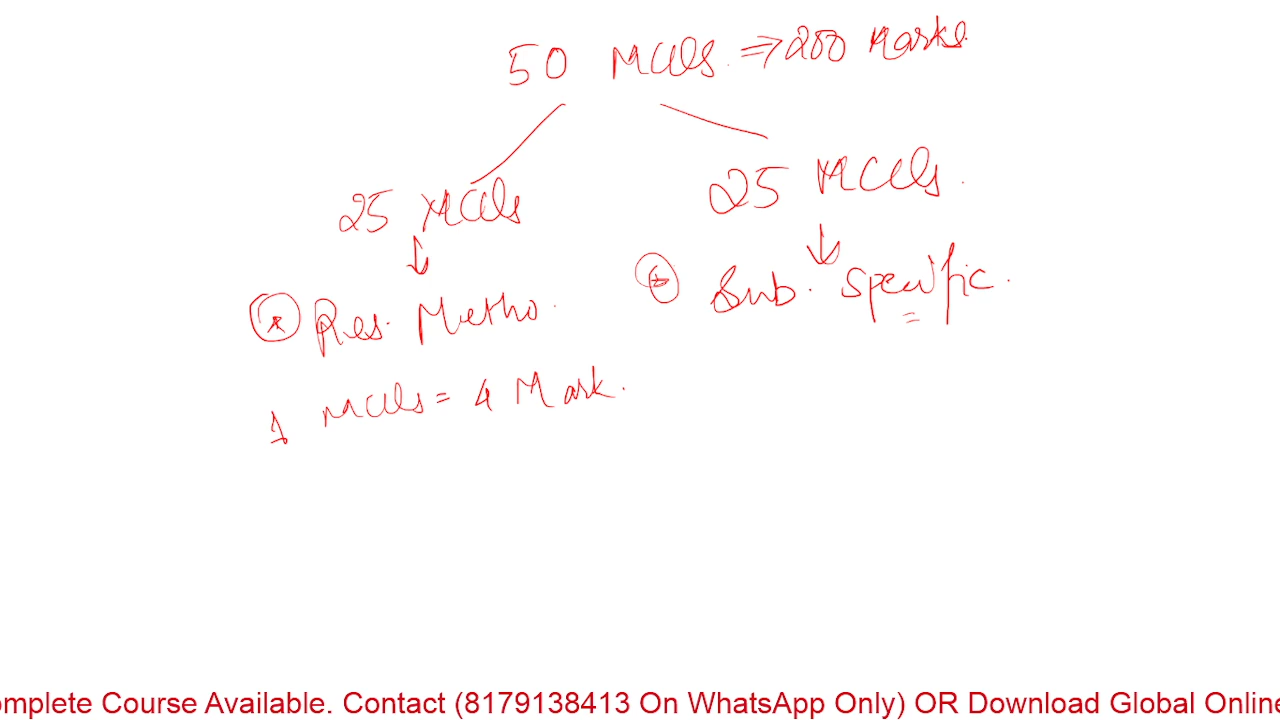 50 MCQs. ⇒ 200 Marks.
25 MCQs
25 MCQs.
Res. Metho.
Sub. Specific.
1 MCQs = 4 Mark.
omplete Course Available. Contact (8179138413 On WhatsApp Only) OR Download Global Online